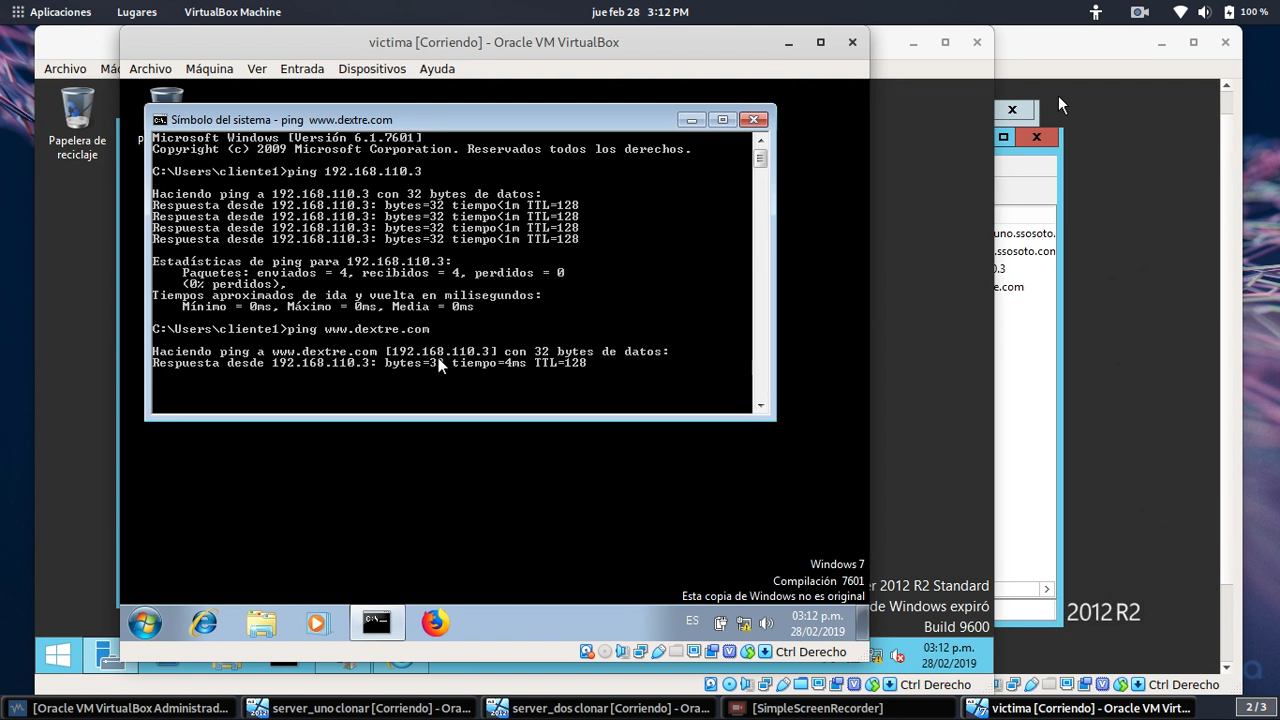 Aplicaciones Lugares VirtualBox Machine jue feb 28 3:12 PM 100 %
victima [Corriendo] - Oracle VM VirtualBox
Archivo Má Archivo Máquina Ver Entrada Dispositivos Ayuda
Papelera de
reciclaje
Símbolo del sistema - ping www.dextre.com
Microsoft Windows [Versión 6.1.7601]
Copyright (c) 2009 Microsoft Corporation. Reservados todos los derechos.
C:\Users\cliente1>ping 192.168.110.3
Haciendo ping a 192.168.110.3 con 32 bytes de datos:
Respuesta desde 192.168.110.3: bytes=32 tiempo<1m TTL=128
Respuesta desde 192.168.110.3: bytes=32 tiempo<1m TTL=128
Respuesta desde 192.168.110.3: bytes=32 tiempo<1m TTL=128
Respuesta desde 192.168.110.3: bytes=32 tiempo<1m TTL=128
Estadísticas de ping para 192.168.110.3:
Paquetes: enviados = 4, recibidos = 4, perdidos = 0
(0% perdidos),
Tiempos aproximados de ida y vuelta en milisegundos:
Mínimo = 0ms, Máximo = 0ms, Media = 0ms
C:\Users\cliente1>ping www.dextre.com
Haciendo ping a www.dextre.com [192.168.110.3] con 32 bytes de datos:
Respuesta desde 192.168.110.3: bytes=32 tiempo=4ms TTL=128
uno.ssosoto.
ssosoto.com
0.3
re.com
Windows 7
Compilación 7601
Esta copia de Windows no es original
er 2012 R2 Standard
de Windows expiró
Build 9600
2012 R2
ES 03:12 p.m.
28/02/2019
Ctrl Derecho
03:12 p.m.
28/02/2019
Ctrl Derecho
Ctrl Derecho
[Oracle VM VirtualBox Administrad... server_uno clonar [Corriendo] - Ora... server_dos clonar [Corriendo] - Ora... [SimpleScreenRecorder] victima [Corriendo] - Oracle VM Virt... 2 / 3